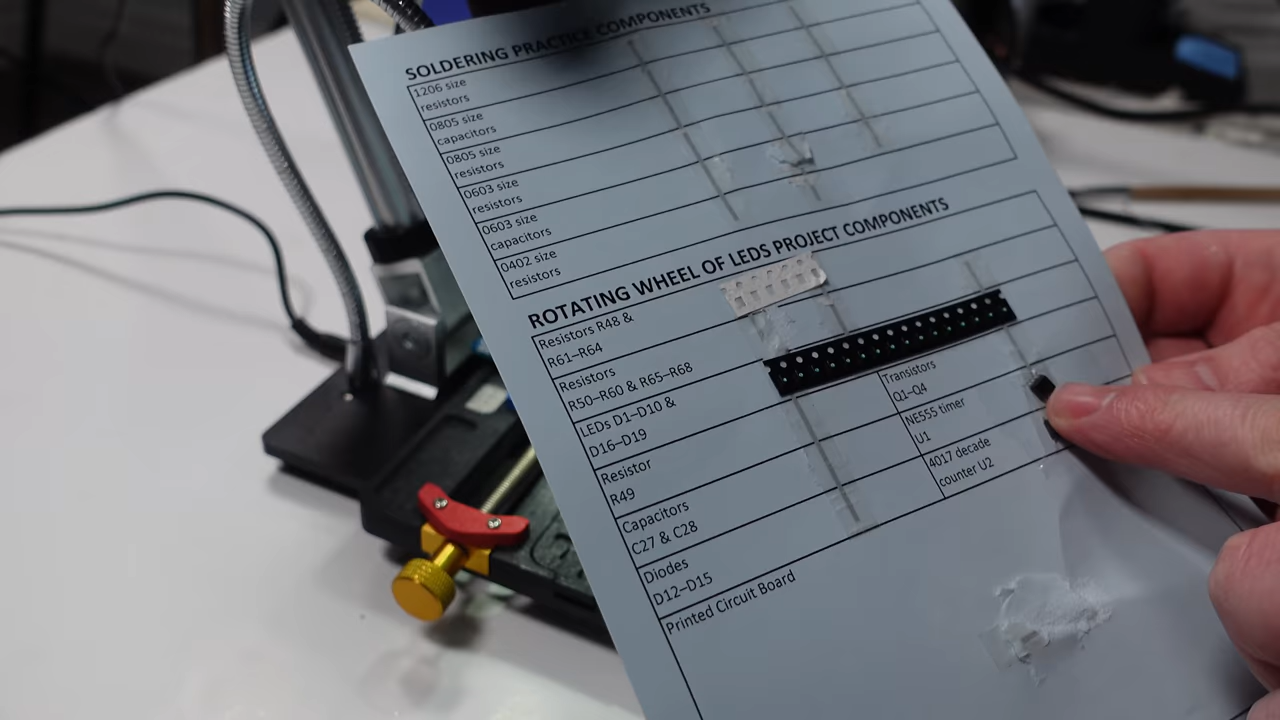 SOLDERING PRACTICE COMPONENTS
1206 size
resistors
0805 size
capacitors
0805 size
resistors
0603 size
resistors
0603 size
capacitors
0402 size
resistors
ROTATING WHEEL OF LEDS PROJECT COMPONENTS
Resistors R48 &
R61–R64
Resistors
R50–R60 & R65–R68
LEDs D1–D10 &
D16–D19
Resistor
R49
Capacitors
C27 & C28
Diodes
D12–D15
Transistors
Q1–Q4
NE555 timer
U1
4017 decade
counter U2
Printed Circuit Board